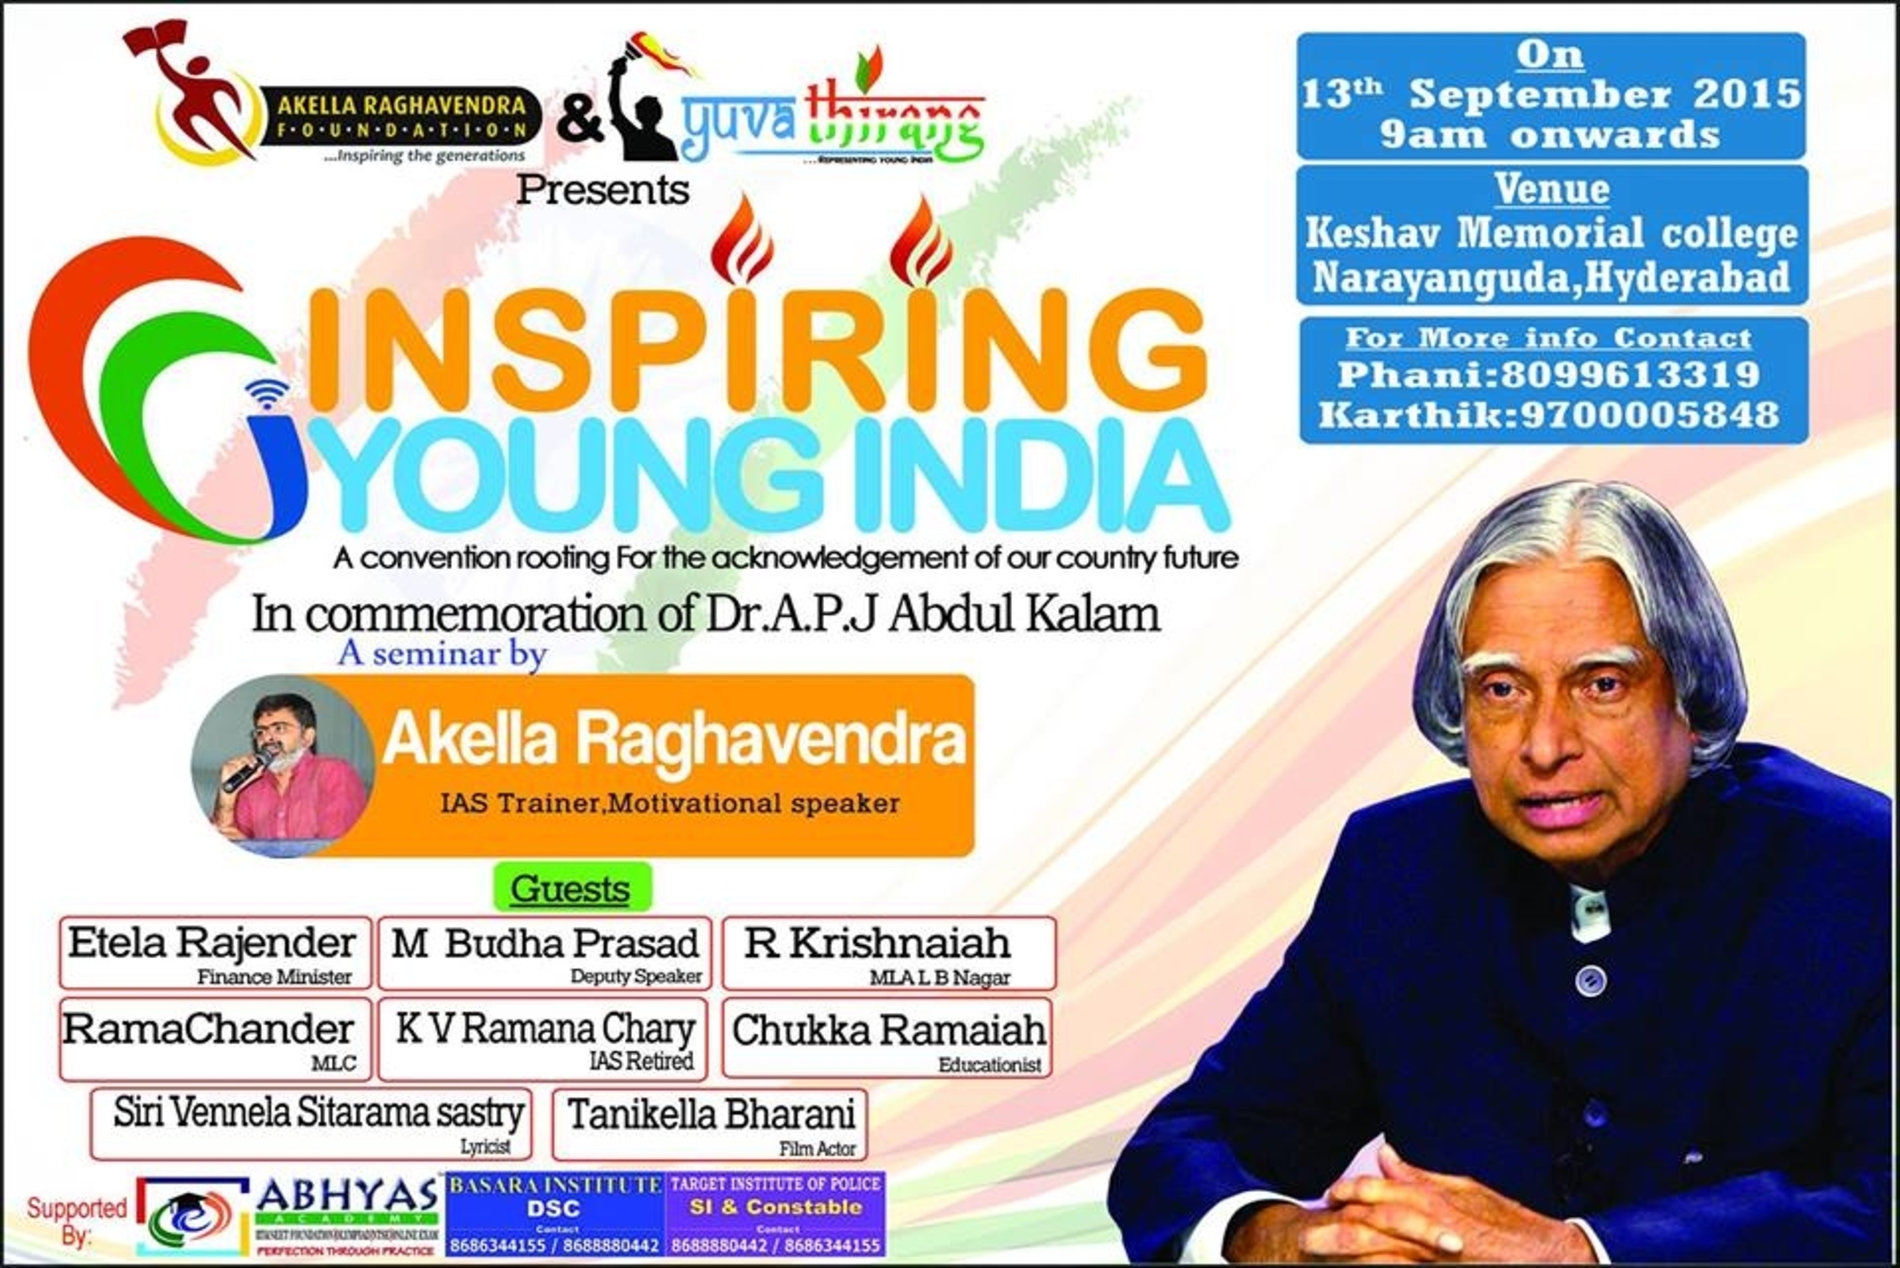 AKELLA RAGHAVENDRA
F·O·U·N·D·A·T·I·O·N
...Inspiring the generations
&
yuva thirang
...REPRESENTING YOUNG INDIA
Presents
INSPIRING
YOUNG INDIA
A convention rooting For the acknowledgement of our country future
In commemoration of Dr.A.P.J Abdul Kalam
A seminar by
Akella Raghavendra
IAS Trainer,Motivational speaker
On
13th September 2015
9am onwards
Venue
Keshav Memorial college
Narayanguda,Hyderabad
For More info Contact
Phani:8099613319
Karthik:9700005848
Guests
Etela Rajender
Finance Minister
M Budha Prasad
Deputy Speaker
R Krishnaiah
MLA L B Nagar
RamaChander
MLC
K V Ramana Chary
IAS Retired
Chukka Ramaiah
Educationist
Siri Vennela Sitarama sastry
Lyricist
Tanikella Bharani
Film Actor
Supported
By:
ABHYAS
ACADEMY
PERFECTION THROUGH PRACTICE
BASARA INSTITUTE
DSC
Contact
8686344155 / 8688880442
TARGET INSTITUTE OF POLICE
SI & Constable
Contact
8688880442 / 8686344155